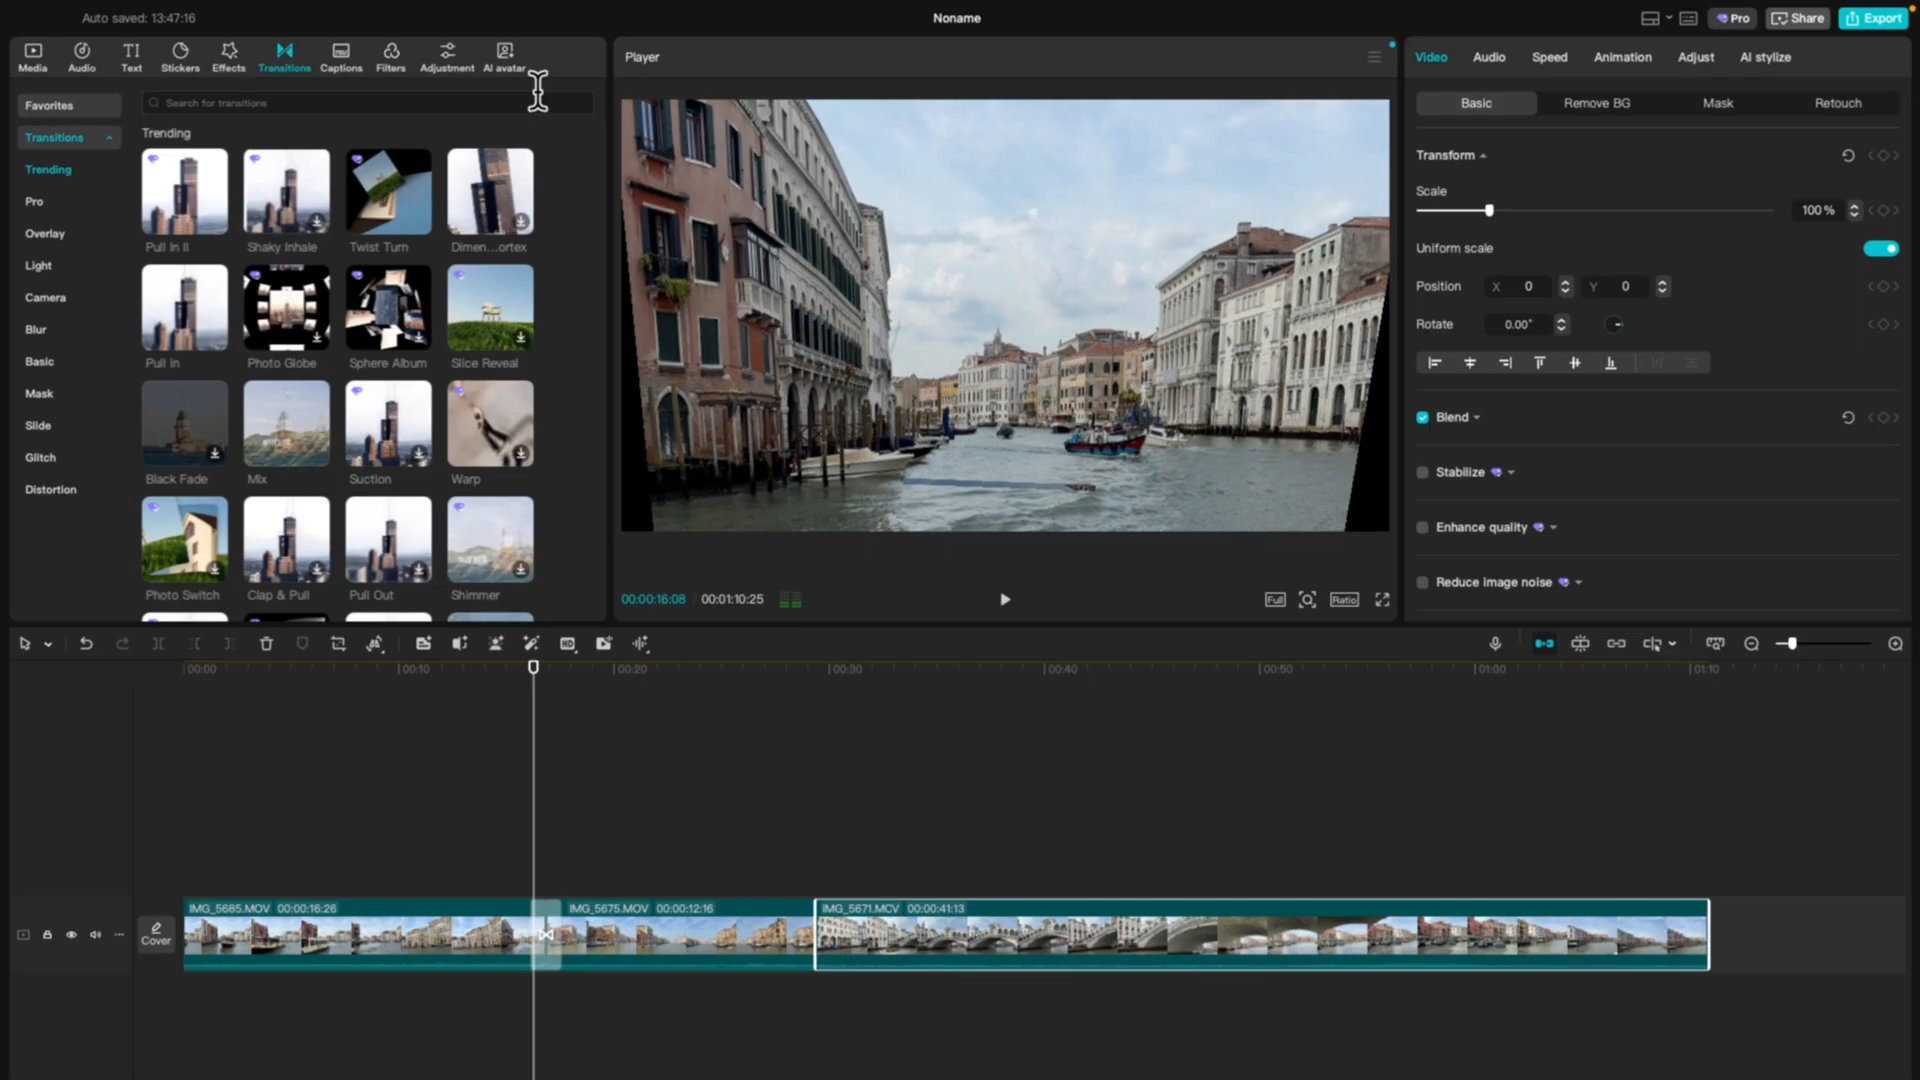 Auto saved: 13:47:16
Noname
Pro
Share
Export
Media
Audio
Text
Stickers
Effects
Transitions
Captions
Filters
Adjustment
AI avatar
Favorites
Transitions
Trending
Pro
Overlay
Light
Camera
Blur
Basic
Mask
Slide
Glitch
Distortion
Search for transitions
Trending
Pull In II
Shaky Inhale
Twist Turn
Dimen...ortex
Pull In
Photo Globe
Sphere Album
Slice Reveal
Black Fade
Mix
Suction
Warp
Photo Switch
Clap & Pull
Pull Out
Shimmer
Player
00:00:16:08 / 00:01:10:25
Full
Ratio
Video
Audio
Speed
Animation
Adjust
AI stylize
Basic
Remove BG
Mask
Retouch
Transform
Scale
100 %
Uniform scale
Position X 0 Y 0
Rotate 0.00°
Blend
Stabilize
Enhance quality
Reduce image noise
HD
00:00
00:10
00:20
00:30
00:40
00:50
01:00
01:10
Cover
IMG_5685.MOV 00:00:16:26
IMG_5675.MOV 00:00:12:16
IMG_5671.MCV 00:00:41:13